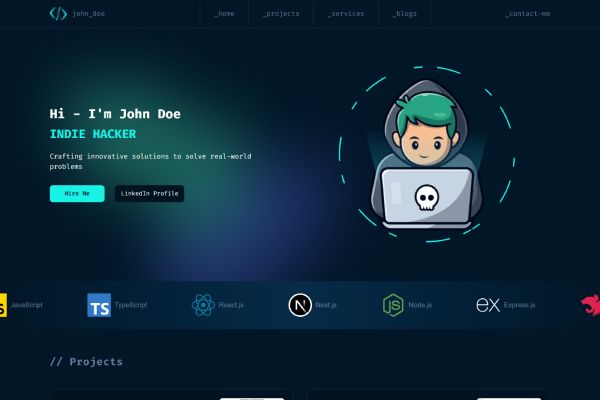 john_doe
_home
_projects
_services
_blogs
_contact-me
Hi - I'm John Doe
INDIE HACKER
Crafting innovative solutions to solve real-world
problems
Hire Me
LinkedIn Profile
JS
JavaScript
TS
TypeScript
React.js
N
Next.js
JS
Node.js
ex
Express.js
// Projects